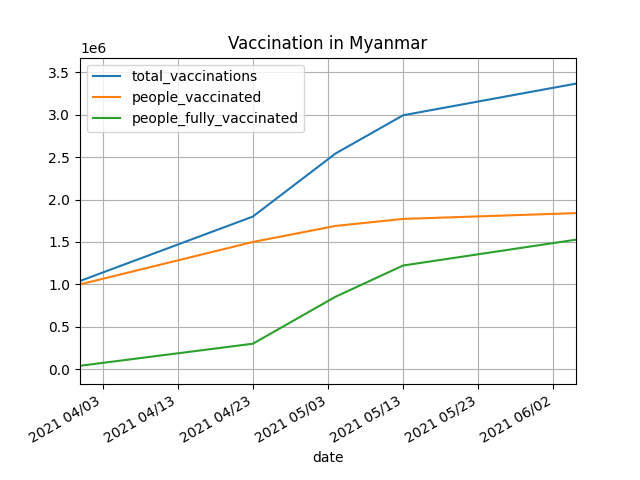 Vaccination in Myanmar
1e6
total_vaccinations
people_vaccinated
people_fully_vaccinated
3.5
3.0
2.5
2.0
1.5
1.0
0.5
0.0
2021 04/03
2021 04/13
2021 04/23
2021 05/03
2021 05/13
2021 05/23
2021 06/02
date